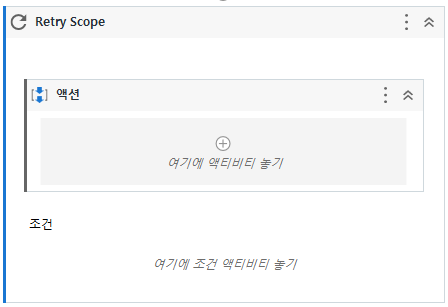 Retry Scope
액션
여기에 액티비티 놓기
조건
여기에 조건 액티비티 놓기